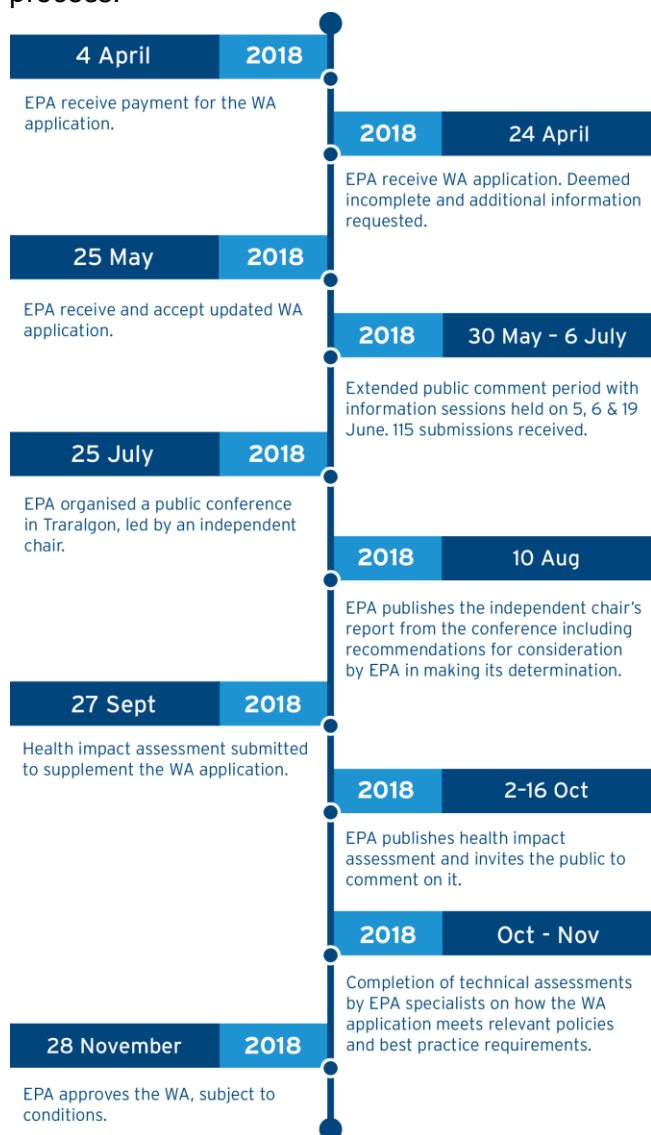 process.
4 April 2018
EPA receive payment for the WA
application.
2018 24 April
EPA receive WA application. Deemed
incomplete and additional information
requested.
25 May 2018
EPA receive and accept updated WA
application.
2018 30 May – 6 July
Extended public comment period with
information sessions held on 5, 6 & 19
June. 115 submissions received.
25 July 2018
EPA organised a public conference
in Traralgon, led by an independent
chair.
2018 10 Aug
EPA publishes the independent chair's
report from the conference including
recommendations for consideration
by EPA in making its determination.
27 Sept 2018
Health impact assessment submitted
to supplement the WA application.
2018 2–16 Oct
EPA publishes health impact
assessment and invites the public to
comment on it.
2018 Oct - Nov
Completion of technical assessments
by EPA specialists on how the WA
application meets relevant policies
and best practice requirements.
28 November 2018
EPA approves the WA, subject to
conditions.